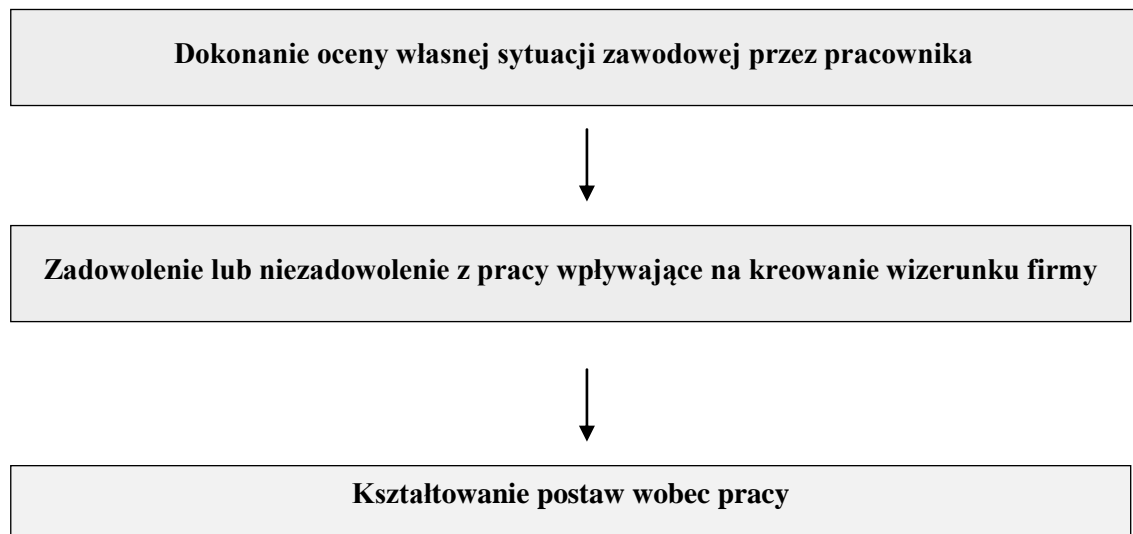 Dokonanie oceny własnej sytuacji zawodowej przez pracownika
Zadowolenie lub niezadowolenie z pracy wpływające na kreowanie wizerunku firmy
Kształtowanie postaw wobec pracy